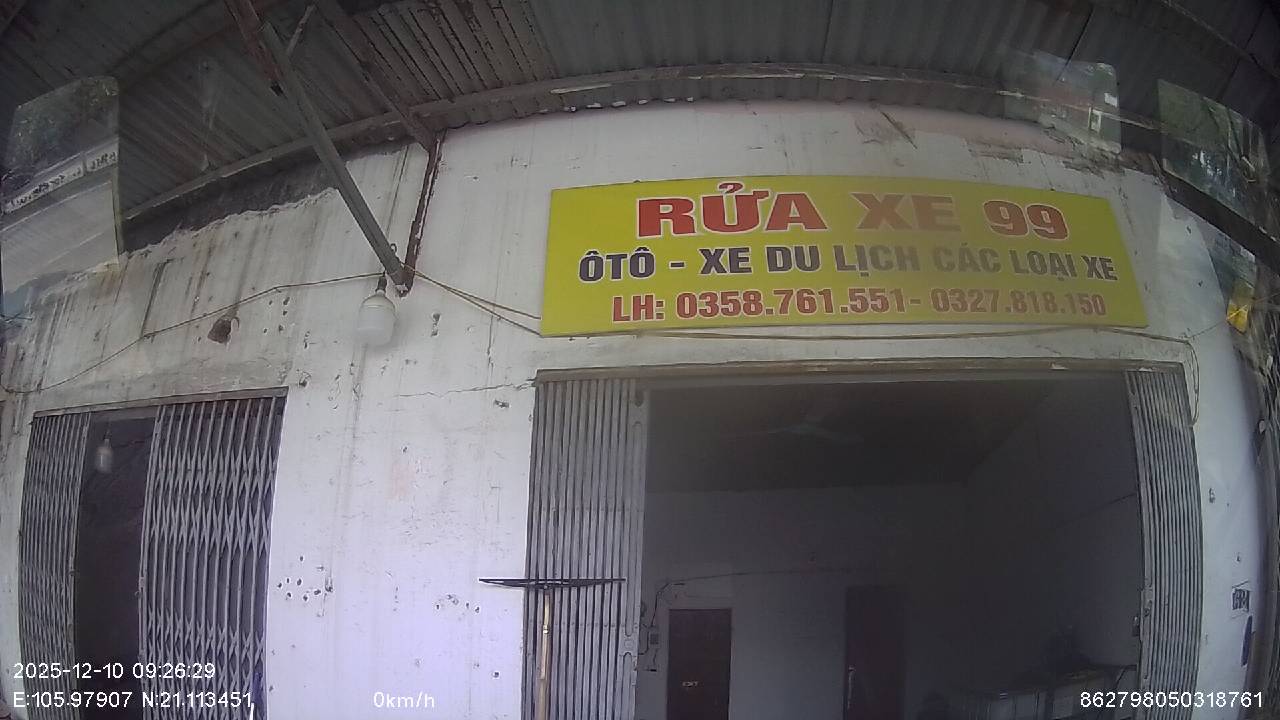 RỬA XE 99
ÔTÔ - XE DU LỊCH CÁC LOẠI XE
LH: 0358.761.551- 0327.818.150
2025-12-10 09:26:29
E:105.97907 N:21.113451
0km/h
862798050318761